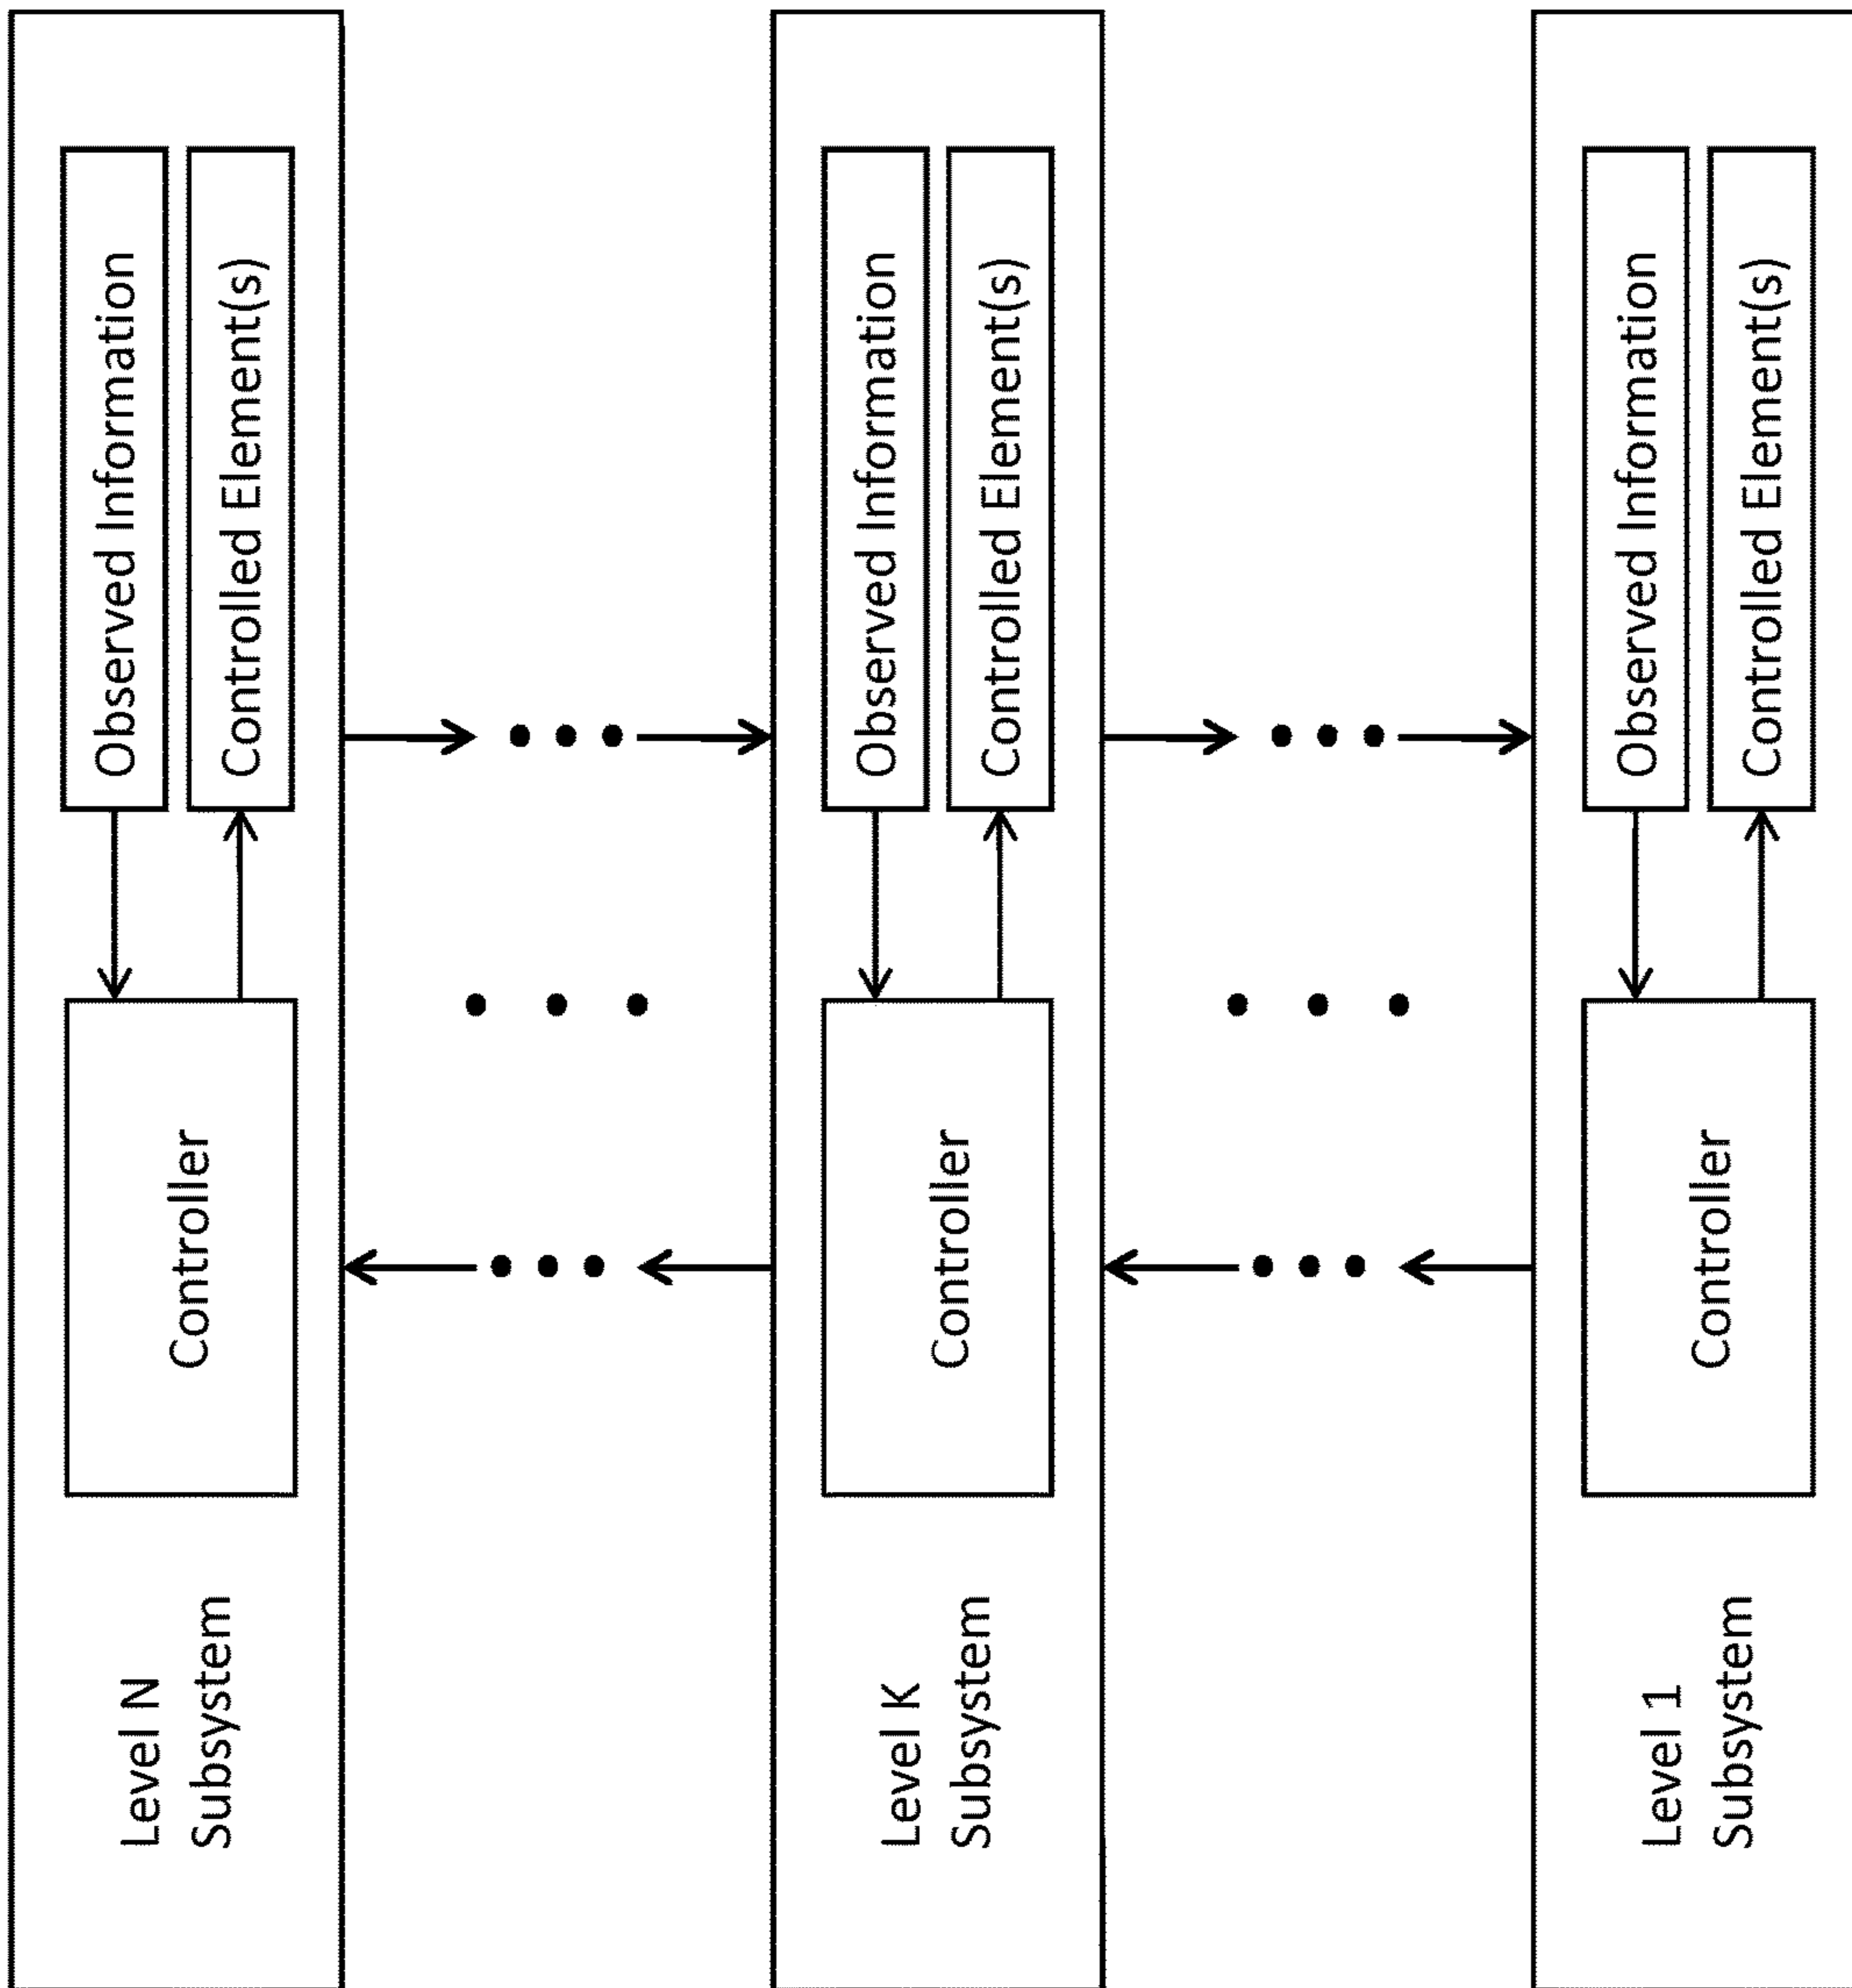 Level N
Subsystem
Controller
Observed Information
Controlled Element(s)
Level K
Subsystem
Controller
Observed Information
Controlled Element(s)
Level 1
Subsystem
Controller
Observed Information
Controlled Element(s)